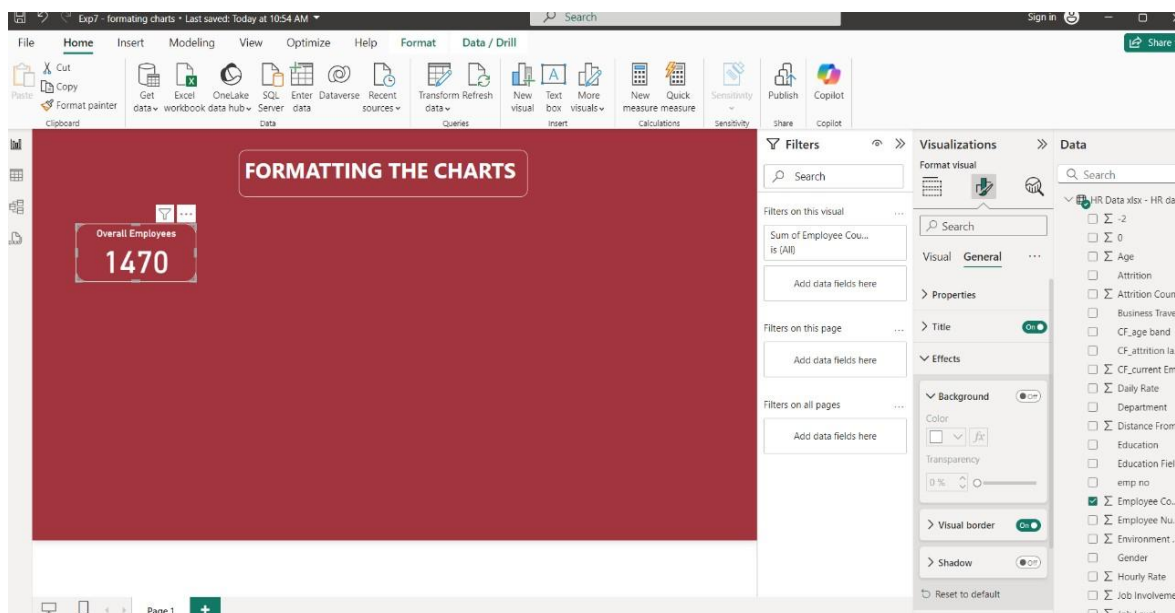 Exp7 - formating charts • Last saved: Today at 10:54 AM
Search
Sign in
File Home Insert Modeling View Optimize Help Format Data / Drill
Share
Paste
Cut
Copy
Format painter
Get data
Excel workbook
OneLake data hub
SQL Server
Enter data
Dataverse
Recent sources
Transform data
Refresh
New visual
Text box
More visuals
New measure
Quick measure
Sensitivity
Publish
Copilot
Clipboard
Data
Queries
Insert
Calculations
Sensitivity
Share
Copilot
FORMATTING THE CHARTS
Overall Employees
1470
Page 1
Filters
Search
Filters on this visual
Sum of Employee Cou...
is (All)
Add data fields here
Filters on this page
Add data fields here
Filters on all pages
Add data fields here
Visualizations
Format visual
Search
Visual General
Properties
Title On
Effects
Background Off
Color
fx
Transparency
0 %
Visual border On
Shadow Off
Reset to default
Data
Search
HR Data xlsx - HR da
Σ -2
Σ 0
Σ Age
Attrition
Σ Attrition Coun
Business Trave
CF_age band
CF_attrition la
Σ CF_current Em
Σ Daily Rate
Department
Σ Distance From
Education
Education Fiel
emp no
Σ Employee Co..
Σ Employee Nu.
Σ Environment .
Gender
Σ Hourly Rate
Σ Job Involveme